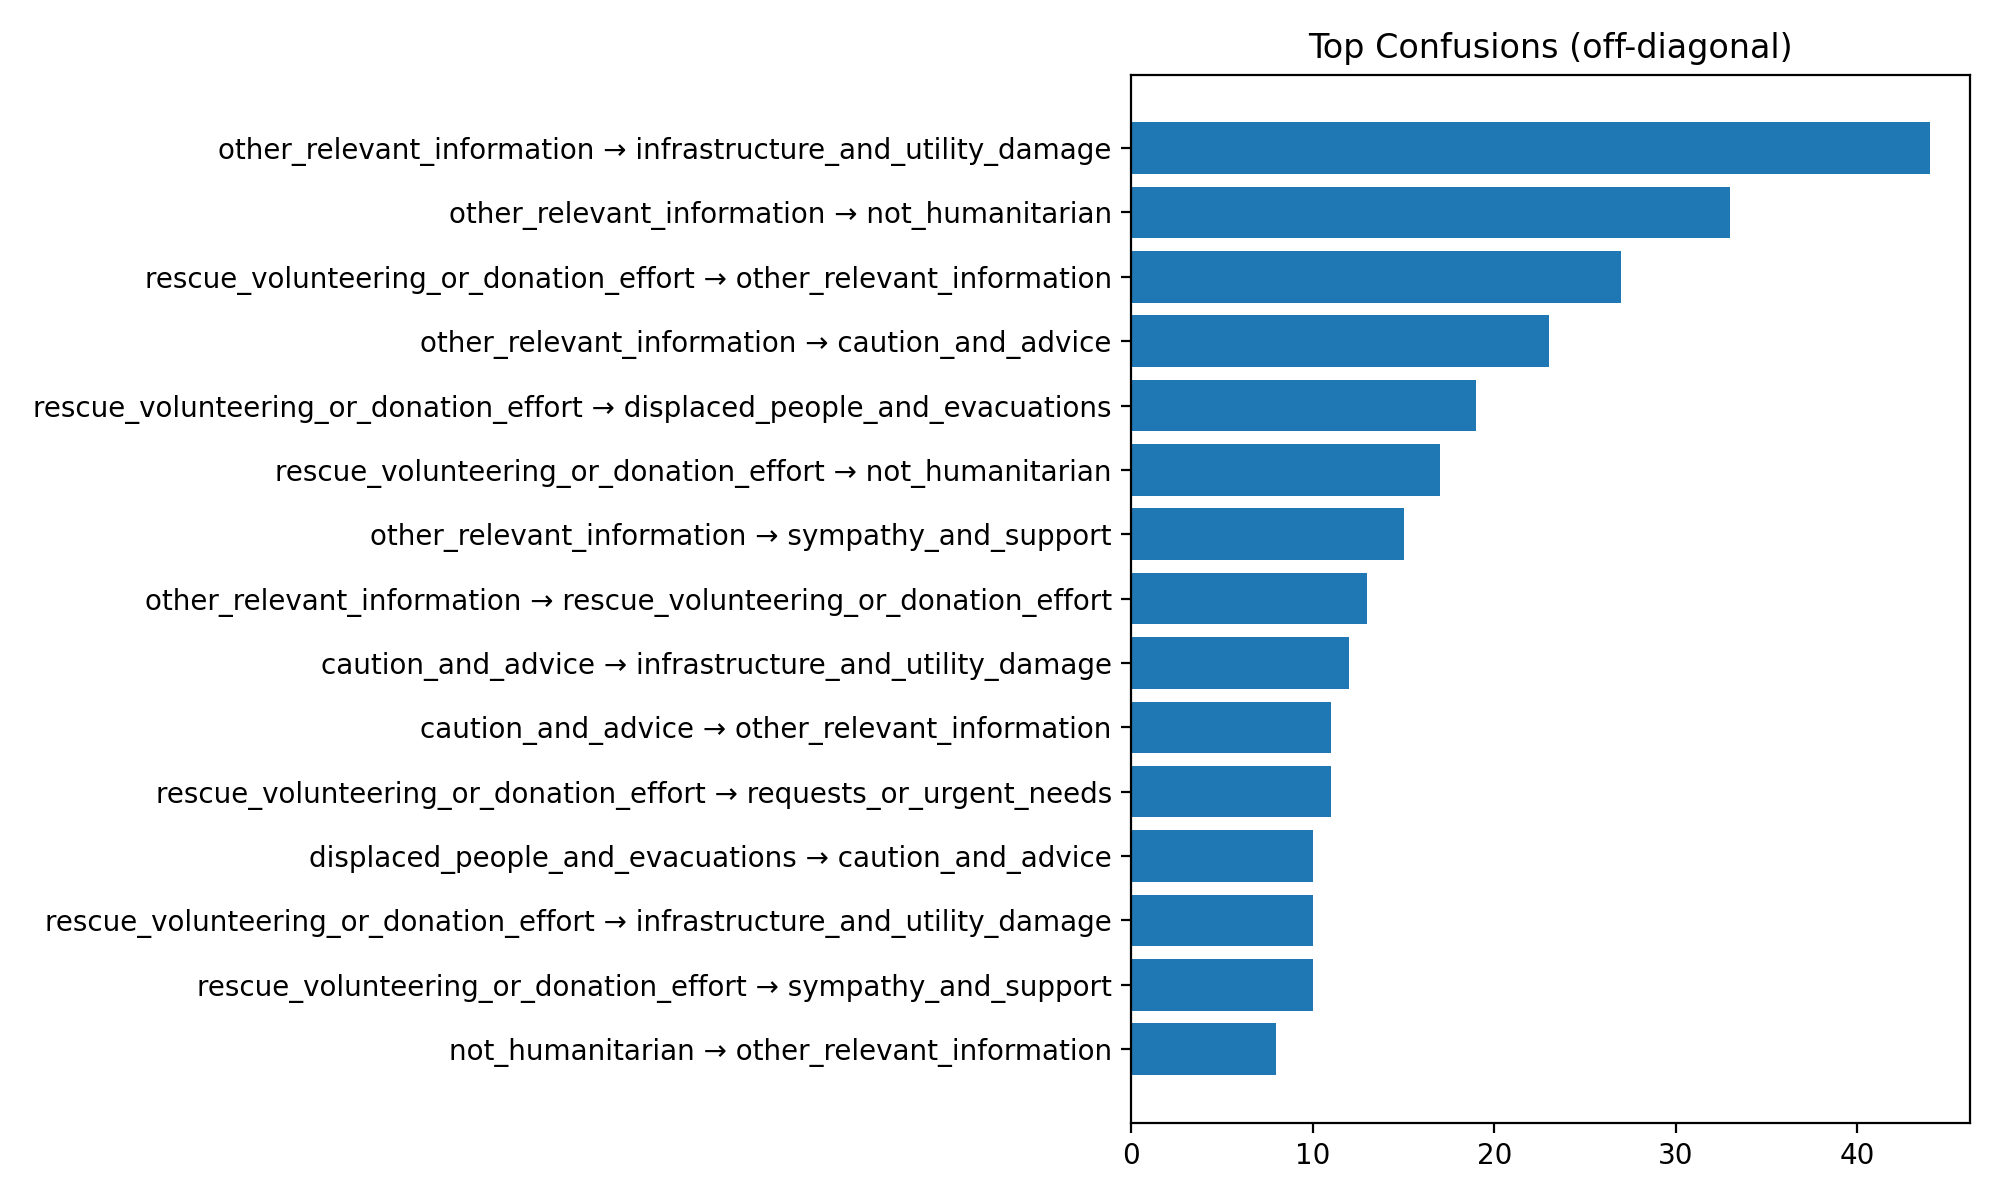 Top Confusions (off-diagonal)
other_relevant_information → infrastructure_and_utility_damage
other_relevant_information → not_humanitarian
rescue_volunteering_or_donation_effort → other_relevant_information
other_relevant_information → caution_and_advice
rescue_volunteering_or_donation_effort → displaced_people_and_evacuations
rescue_volunteering_or_donation_effort → not_humanitarian
other_relevant_information → sympathy_and_support
other_relevant_information → rescue_volunteering_or_donation_effort
caution_and_advice → infrastructure_and_utility_damage
caution_and_advice → other_relevant_information
rescue_volunteering_or_donation_effort → requests_or_urgent_needs
displaced_people_and_evacuations → caution_and_advice
rescue_volunteering_or_donation_effort → infrastructure_and_utility_damage
rescue_volunteering_or_donation_effort → sympathy_and_support
not_humanitarian → other_relevant_information
0 10 20 30 40